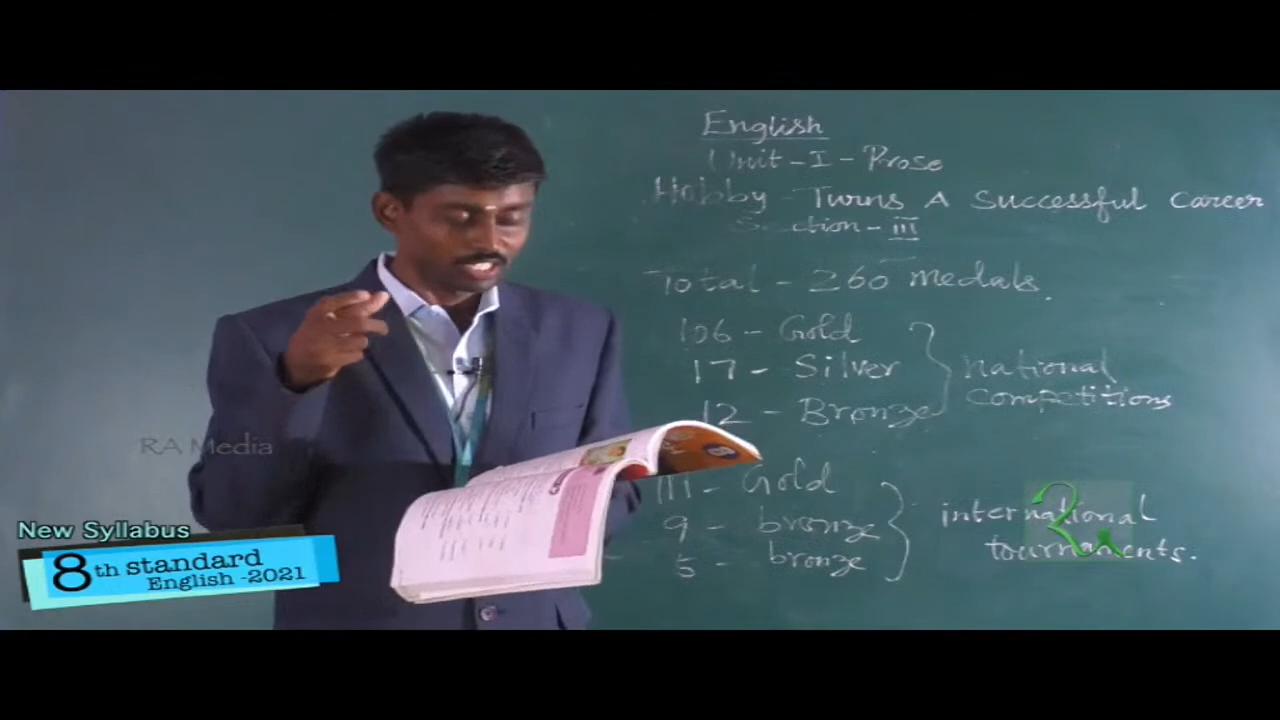 English
Unit - I - Prose
Hobby - Turns A Successful Career
Section - III
Total - 260 medals.
106 - Gold
17 - Silver
12 - Bronze
national
competitions
111 - Gold
9 - bronze
5 - bronze
international
tournaments.
RA Media
New Syllabus
8th standard
English -2021